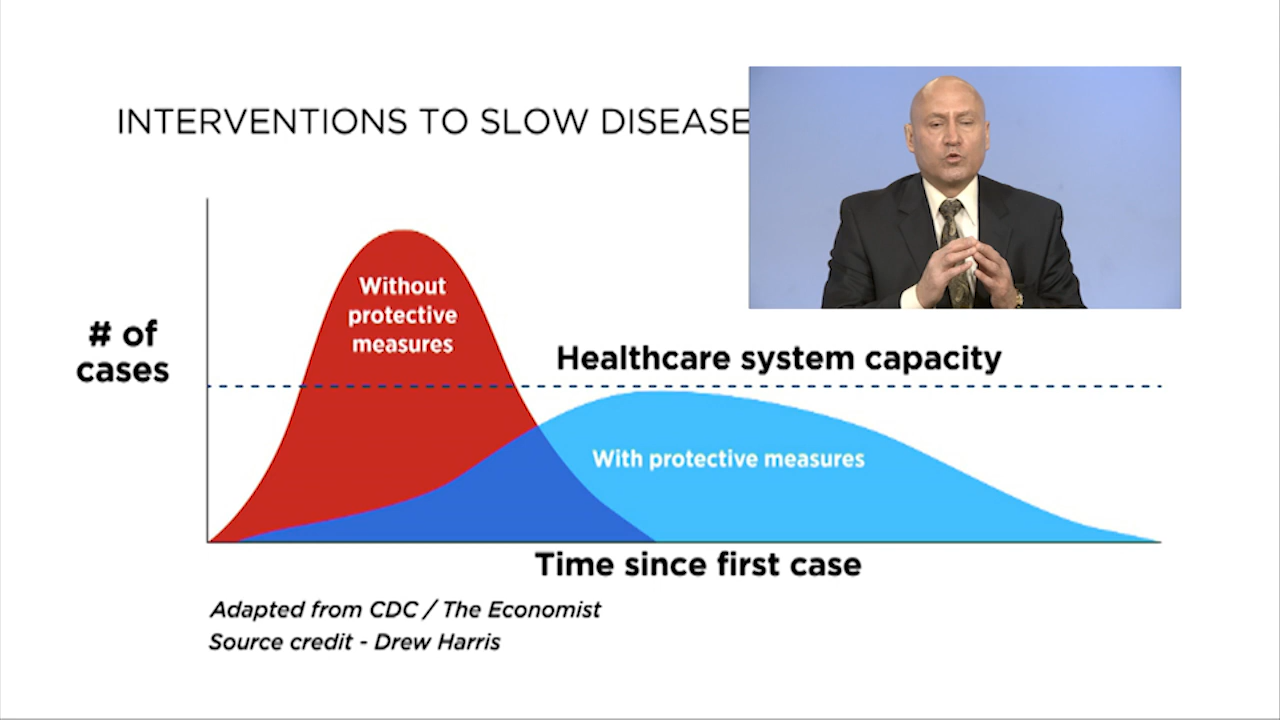 INTERVENTIONS TO SLOW DISEASE
Without
protective
measures
# of
cases
Healthcare system capacity
With protective measures
Time since first case
Adapted from CDC / The Economist
Source credit - Drew Harris